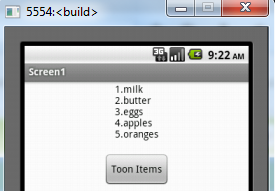 5554:<build>
3G 9:22 AM
Screen1
1.milk
2.butter
3.eggs
4.apples
5.oranges
Toon Items